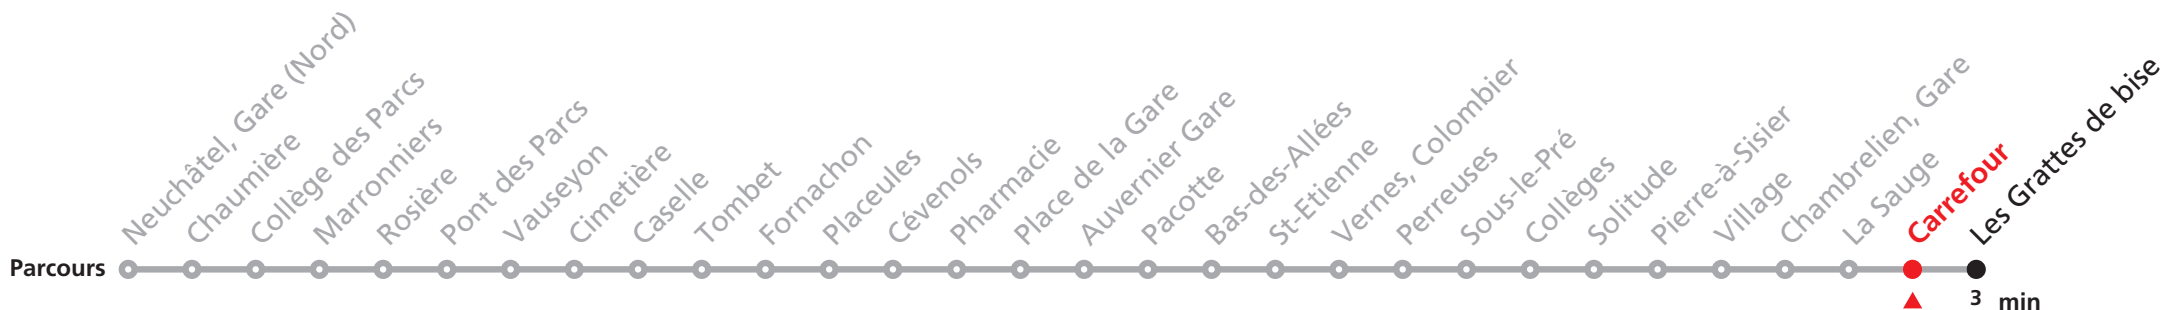 Neuchâtel, Gare (Nord)
Chaumière
Collège des Parcs
Marronniers
Rosière
Pont des Parcs
Vauseyon
Cimetière
Caselle
Tombet
Fornachon
Placeules
Cévenols
Pharmacie
Place de la Gare
Auvernier Gare
Pacotte
Bas-des-Allées
St-Etienne
Vernes, Colombier
Perreuses
Sous-le-Pré
Collèges
Solitude
Pierre-à-Sisier
Village
Chambrelien, Gare
La Sauge
Carrefour
Les Grattes de bise
Parcours
3 min